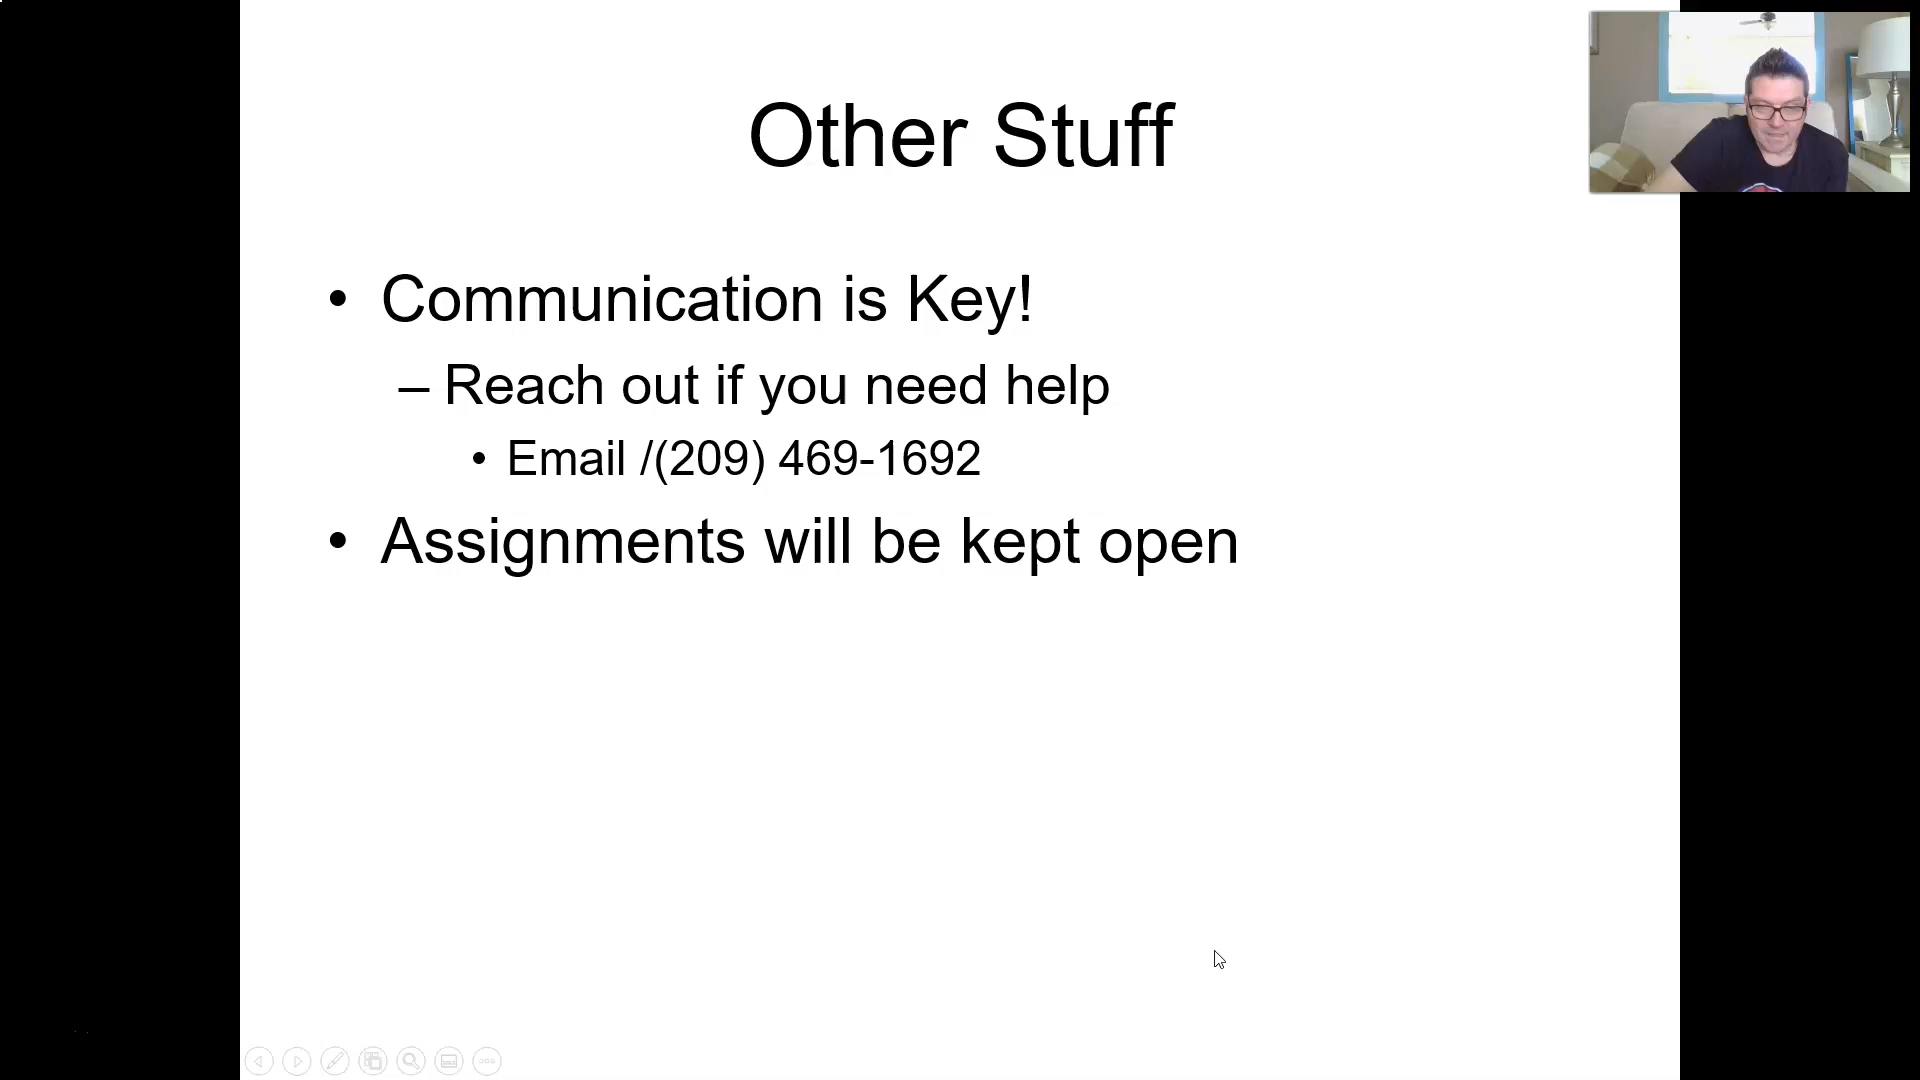 Other Stuff
• Communication is Key!
– Reach out if you need help
• Email /(209) 469-1692
• Assignments will be kept open